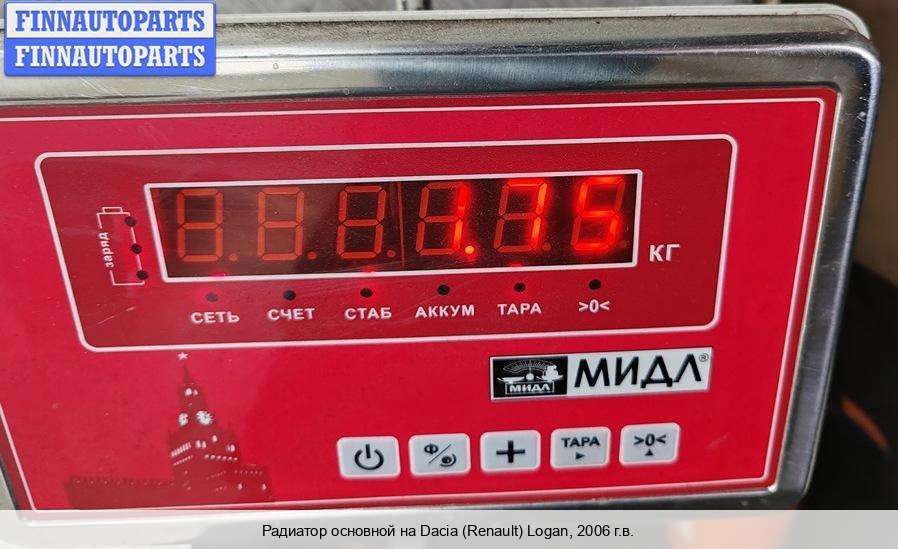 FINNAUTOPARTS
FINNAUTOPARTS
заряд
1.75 КГ
СЕТЬ СЧЕТ СТАБ АККУМ ТАРА >0<
МИДЛ МИДЛ®
Ф/ + ТАРА >0<
Радиатор основной на Dacia (Renault) Logan, 2006 г.в.